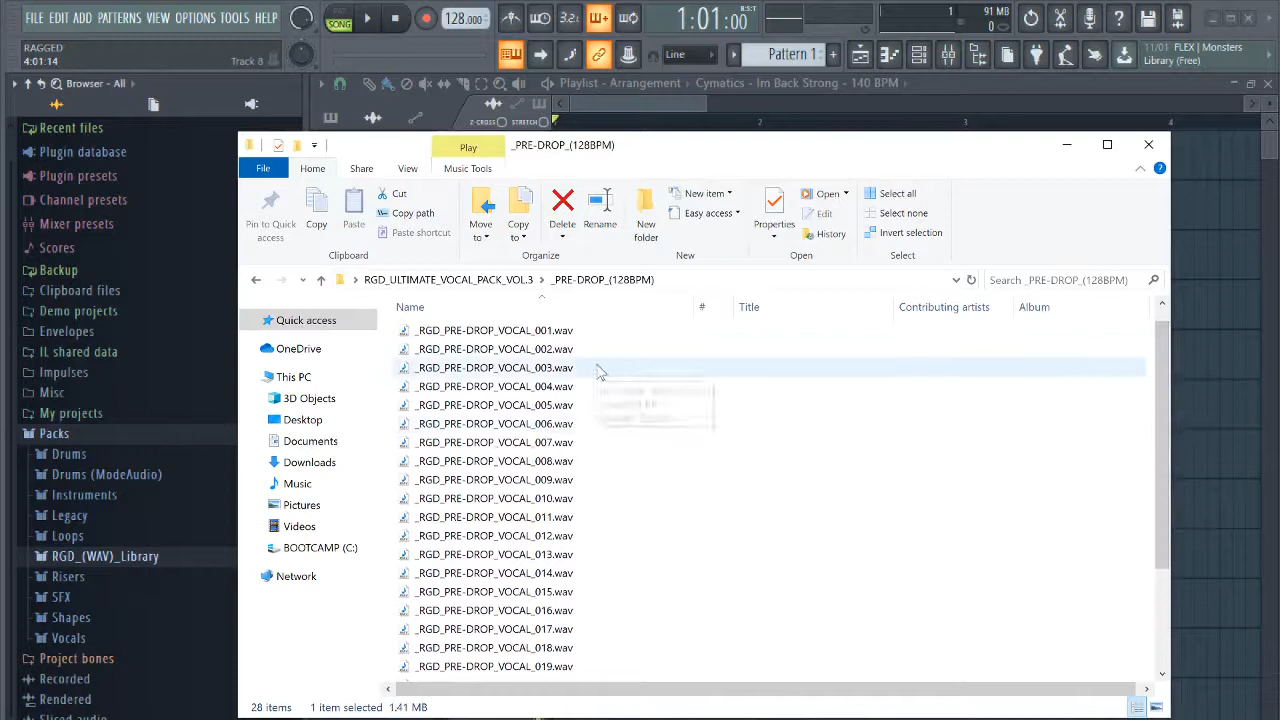 FILE EDIT ADD PATTERNS VIEW OPTIONS TOOLS HELP
SONG
128.000
3.2
1:01:00
1
91 MB
0
RAGGED
4:01:14
Track 8
Line
Pattern 1
11/01 FLEX | Monsters
Library (Free)
Browser - All
Playlist - Arrangement
Cymatics - Im Back Strong - 140 BPM
Z-CROSS
STRETCH
1
2
3
4
Recent files
Plugin database
Plugin presets
Channel presets
Mixer presets
Scores
Backup
Clipboard files
Demo projects
Envelopes
IL shared data
Impulses
Misc
My projects
Packs
Drums
Drums (ModeAudio)
Instruments
Legacy
Loops
RGD_(WAV)_Library
Risers
SFX
Shapes
Vocals
Project bones
Recorded
Rendered
Sliced audio
Play
_PRE-DROP_(128BPM)
File
Home
Share
View
Music Tools
Pin to Quick
access
Copy
Paste
Cut
Copy path
Paste shortcut
Clipboard
Move
to
Copy
to
Delete
Rename
Organize
New
folder
New item
Easy access
New
Properties
Open
Edit
History
Open
Select all
Select none
Invert selection
Select
RGD_ULTIMATE_VOCAL_PACK_VOL.3
_PRE-DROP_(128BPM)
Search _PRE-DROP_(128BPM)
Quick access
OneDrive
This PC
3D Objects
Desktop
Documents
Downloads
Music
Pictures
Videos
BOOTCAMP (C:)
Network
Name
#
Title
Contributing artists
Album
_RGD_PRE-DROP_VOCAL_001.wav
_RGD_PRE-DROP_VOCAL_002.wav
_RGD_PRE-DROP_VOCAL_003.wav
_RGD_PRE-DROP_VOCAL_004.wav
_RGD_PRE-DROP_VOCAL_005.wav
_RGD_PRE-DROP_VOCAL_006.wav
_RGD_PRE-DROP_VOCAL_007.wav
_RGD_PRE-DROP_VOCAL_008.wav
_RGD_PRE-DROP_VOCAL_009.wav
_RGD_PRE-DROP_VOCAL_010.wav
_RGD_PRE-DROP_VOCAL_011.wav
_RGD_PRE-DROP_VOCAL_012.wav
_RGD_PRE-DROP_VOCAL_013.wav
_RGD_PRE-DROP_VOCAL_014.wav
_RGD_PRE-DROP_VOCAL_015.wav
_RGD_PRE-DROP_VOCAL_016.wav
_RGD_PRE-DROP_VOCAL_017.wav
_RGD_PRE-DROP_VOCAL_018.wav
_RGD_PRE-DROP_VOCAL_019.wav
28 items
1 item selected 1.41 MB